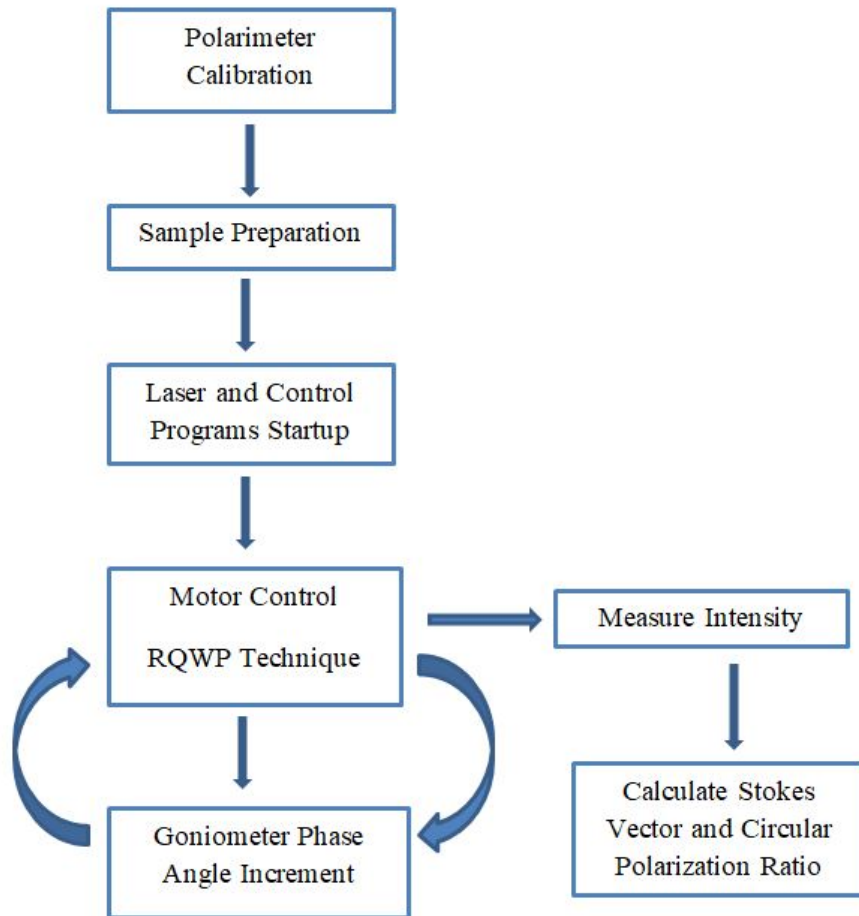 Polarimeter
Calibration
Sample Preparation
Laser and Control
Programs Startup
Motor Control
RQWP Technique
Measure Intensity
Goniometer Phase
Angle Increment
Calculate Stokes
Vector and Circular
Polarization Ratio